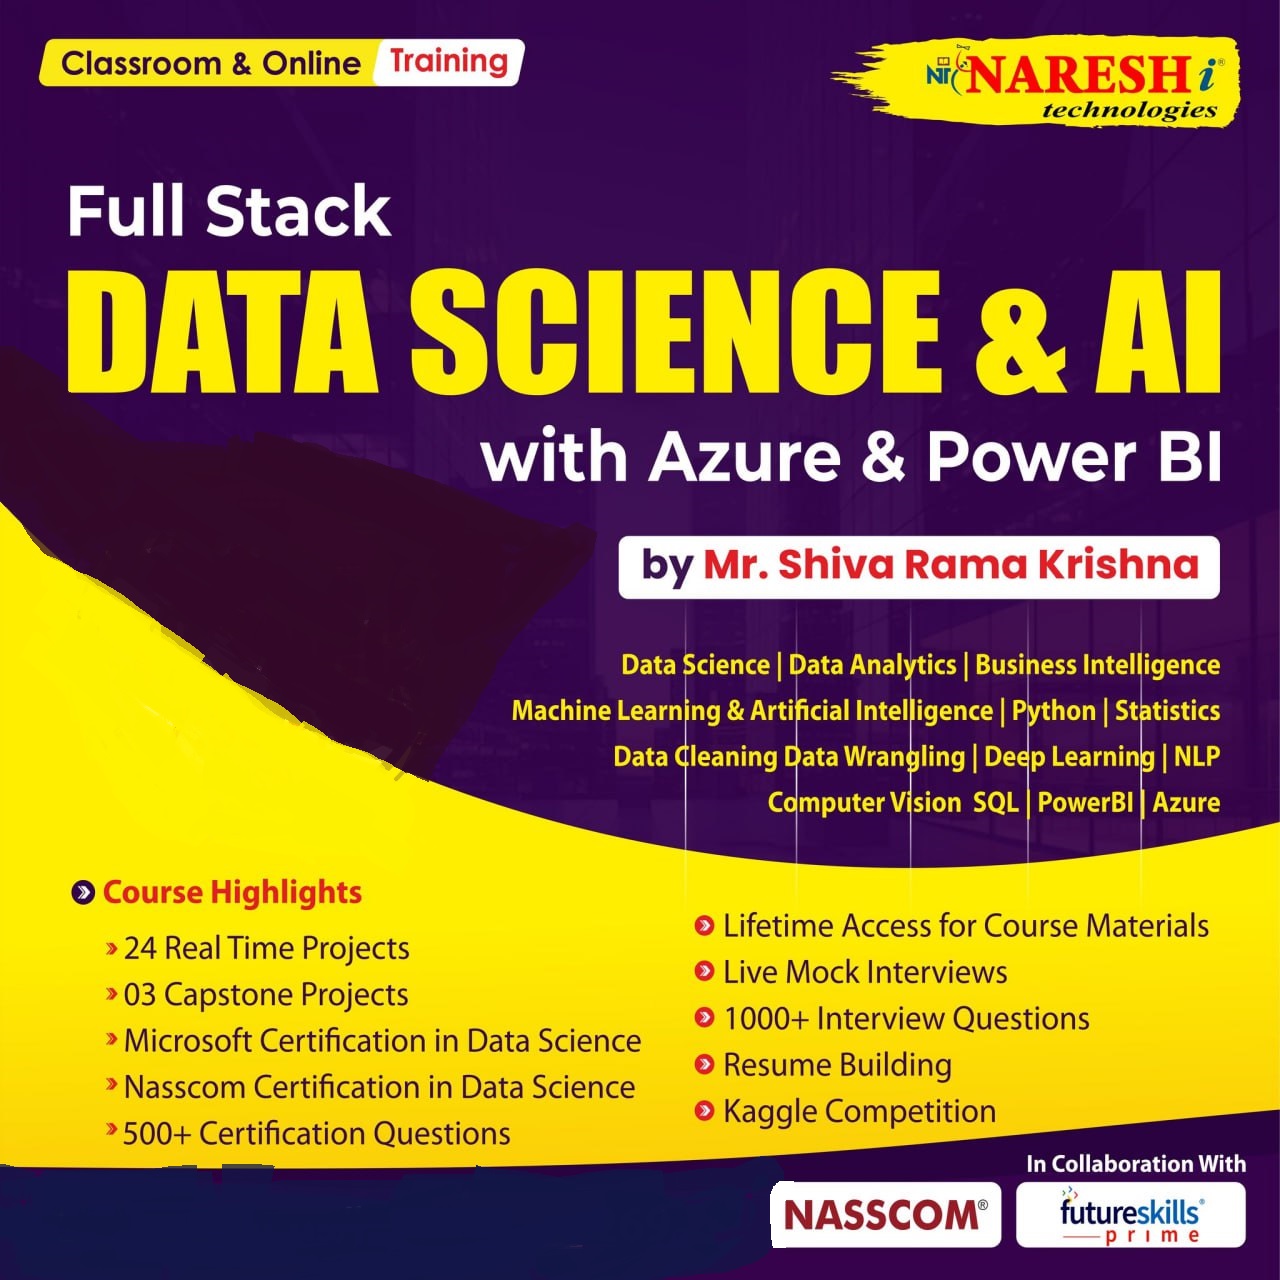 Classroom & Online Training
NT NARESH i®
technologies
Full Stack
DATA SCIENCE & AI
with Azure & Power BI
by Mr. Shiva Rama Krishna
Data Science | Data Analytics | Business Intelligence
Machine Learning & Artificial Intelligence | Python | Statistics
Data Cleaning Data Wrangling | Deep Learning | NLP
Computer Vision SQL | PowerBI | Azure
Course Highlights
24 Real Time Projects
03 Capstone Projects
Microsoft Certification in Data Science
Nasscom Certification in Data Science
500+ Certification Questions
Lifetime Access for Course Materials
Live Mock Interviews
1000+ Interview Questions
Resume Building
Kaggle Competition
In Collaboration With
NASSCOM®
futureskills®
prime